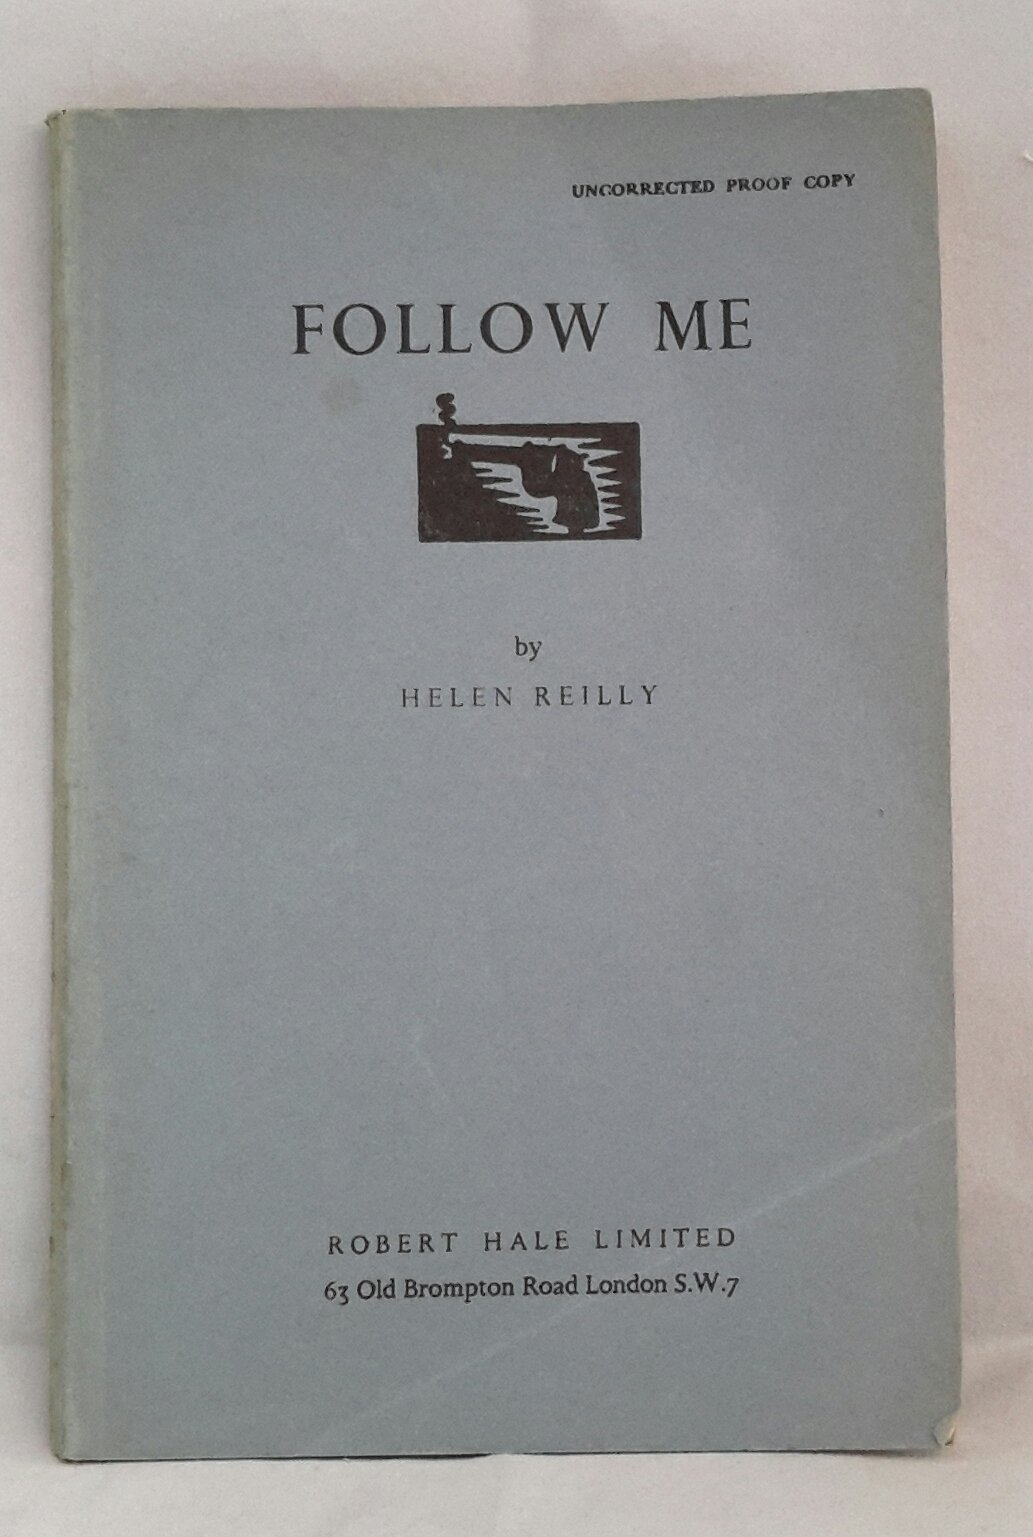 UNCORRECTED PROOF COPY
FOLLOW ME
by
HELEN REILLY
ROBERT HALE LIMITED
63 Old Brompton Road London S.W.7